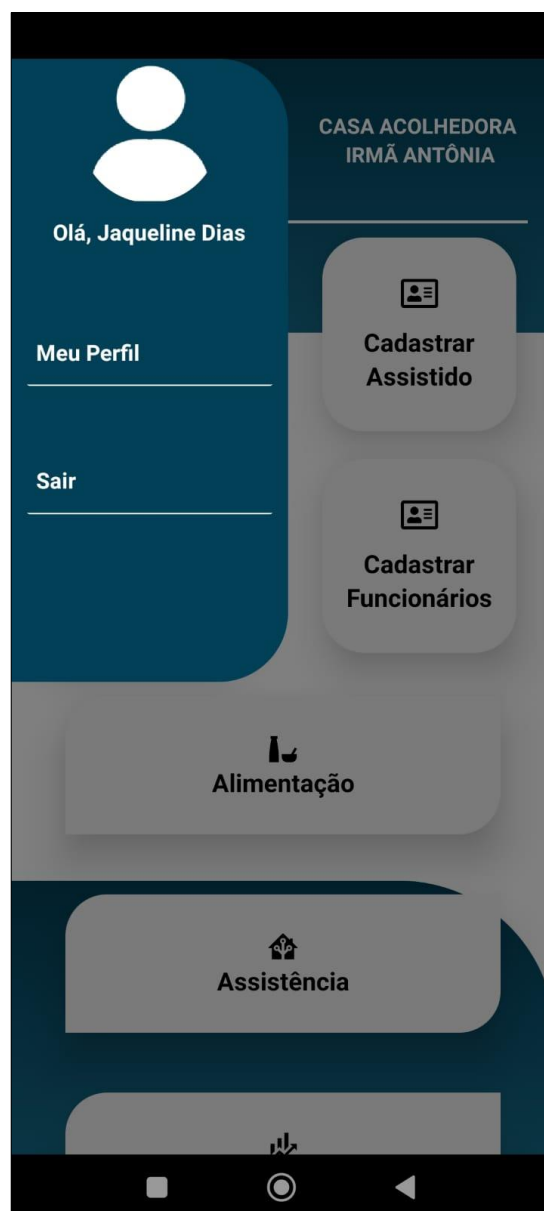 Olá, Jaqueline Dias
Meu Perfil
Sair
CASA ACOLHEDORA
IRMÃ ANTÔNIA
Cadastrar
Assistido
Cadastrar
Funcionários
Alimentação
Assistência